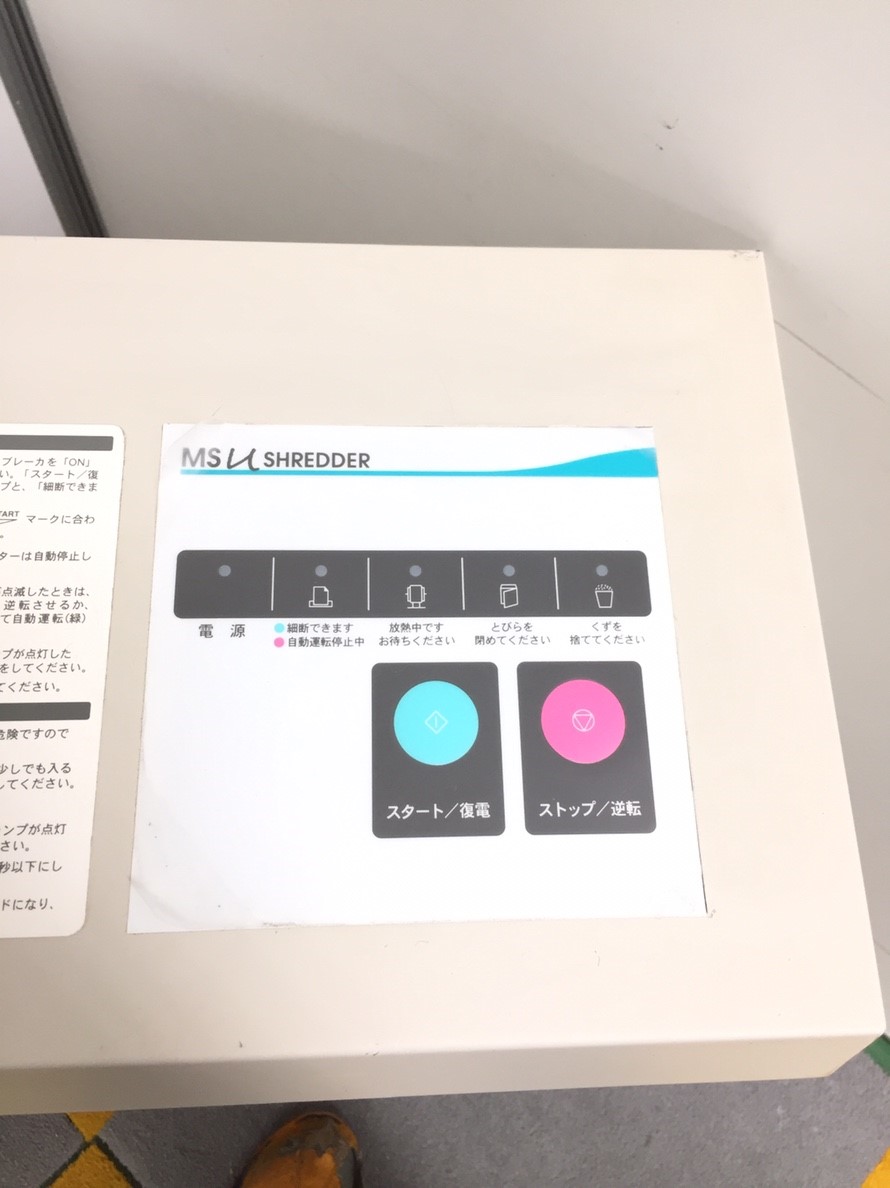 ブレーカを「ON」
い。「スタート／復
プと、「細断できま
マークに合わ
ターは自動停止し
点滅したときは、
逆転させるか、
て自動運転(緑)
プが点灯した
をしてください。
てください。
危険ですので
少しでも入る
してください。
ンプが点灯
さい。
秒以下にし
ドになり、
MSμ SHREDDER
電源
細断できます
自動運転停止中
放熱中です
お待ちください
とびらを
閉めてください
くずを
捨ててください
スタート／復電
ストップ／逆転